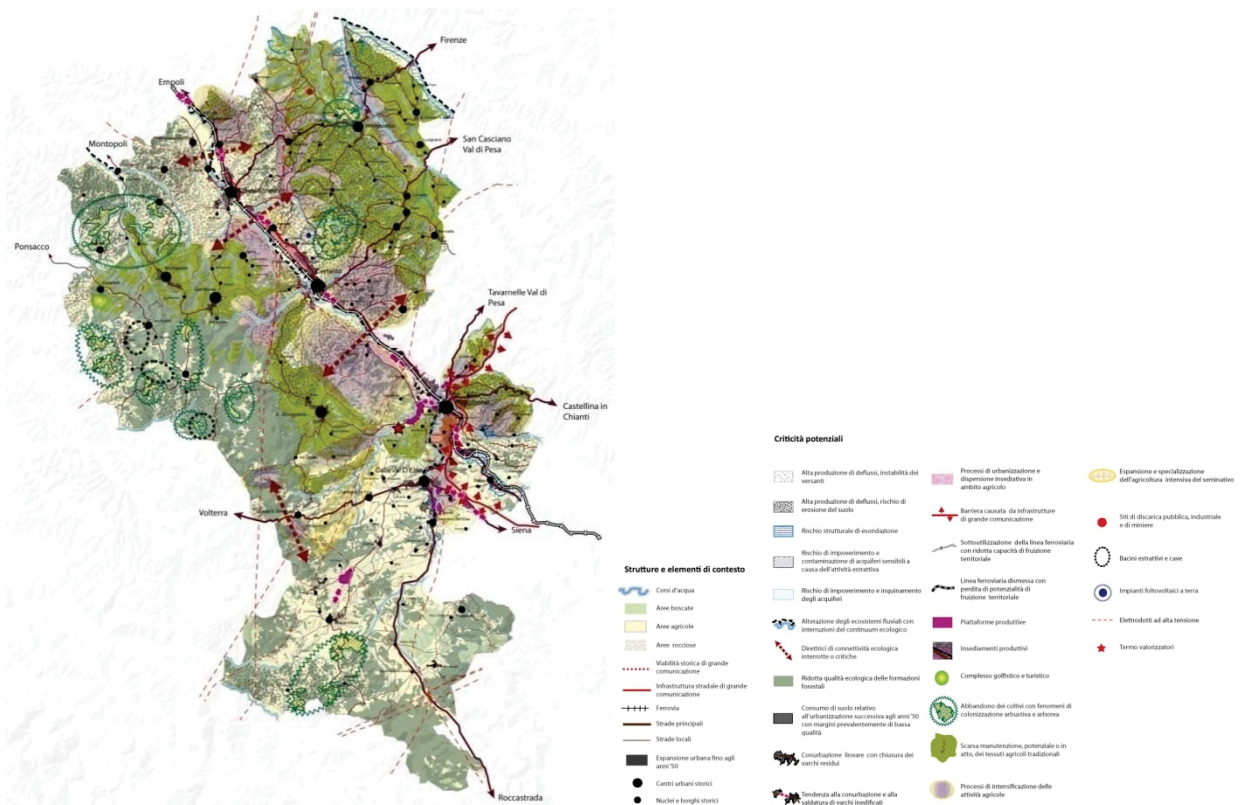 Firenze
Empoli
San Casciano
Val di Pesa
Montopoli
Ponsacco
Tavarnelle Val di
Pesa
Castellina in
Chianti
Colle Val D'Elsa
Volterra
Siena
Roccastrada
Strutture e elementi di contesto
Corsi d'acqua
Aree boscate
Aree agricole
Aree rocciose
Viabilità storica di grande
comunicazione
Infrastruttura stradale di grande
comunicazione
Ferrovia
Strade principali
Strade locali
Espansione urbana fino agli
anni '50
Centri urbani storici
Nuclei e borghi storici
Criticità potenziali
Alta produzione di deflussi, instabilità dei
versanti
Alta produzione di deflussi, rischio di
erosione del suolo
Rischio strutturale di esondazione
Rischio di impoverimento e
contaminazione di acquiferi sensibili a
causa dell'attività estrattiva
Rischio di impoverimento e inquinamento
degli acquiferi
Alterazione degli ecosistemi fluviali con
interruzioni del continuum ecologico
Direttrici di connettività ecologica
interrotte o critiche
Ridotta qualità ecologica delle formazioni
forestali
Consumo di suolo relativo
all'urbanizzazione successiva agli anni '50
con margini prevalentemente di bassa
qualità
Conurbazione lineare con chiusura dei
varchi residui
Tendenza alla conurbazione e alla
saldatura di varchi inedificati
Processi di urbanizzazione e
dispersione insediativa in
ambito agricolo
Barriera causata da infrastrutture
di grande comunicazione
Sottoutilizzazione della linea ferroviaria
con ridotta capacità di fruizione
territoriale
Linea ferroviaria dismessa con
perdita di potenzialità di
fruizione territoriale
Piattaforme produttive
Insediamenti produttivi
Complesso golfistico e turistico
Abbandono dei coltivi con fenomeni di
colonizzazione arbustiva e arborea
Scarsa manutenzione, potenziale o in
atto, dei tessuti agricoli tradizionali
Processi di intensificazione delle
attività agricole
Espansione e specializzazione
dell'agricoltura intensiva del seminativo
Siti di discarica pubblica, industriale
e di miniere
Bacini estrattivi e cave
Impianti fotovoltaici a terra
Elettrodotti ad alta tensione
Termo valorizzatori